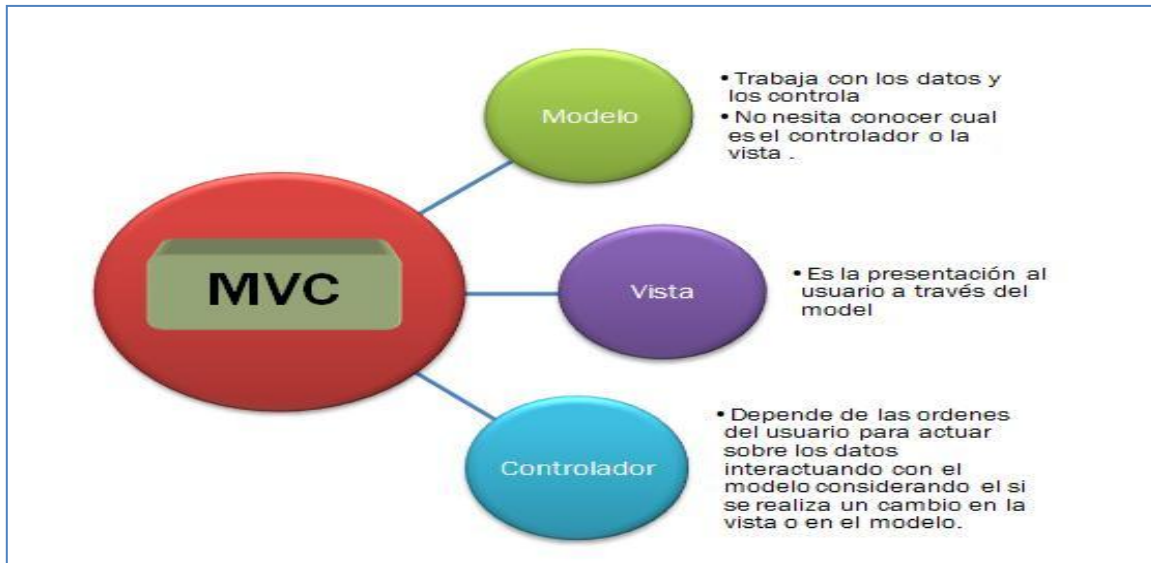 MVC
Modelo
• Trabaja con los datos y
los controla
• No nesita conocer cual
es el controlador o la
vista .
Vista
• Es la presentación al
usuario a través del
model
Controlador
• Depende de las ordenes
del usuario para actuar
sobre los datos
interactuando con el
modelo considerando el si
se realiza un cambio en la
vista o en el modelo.